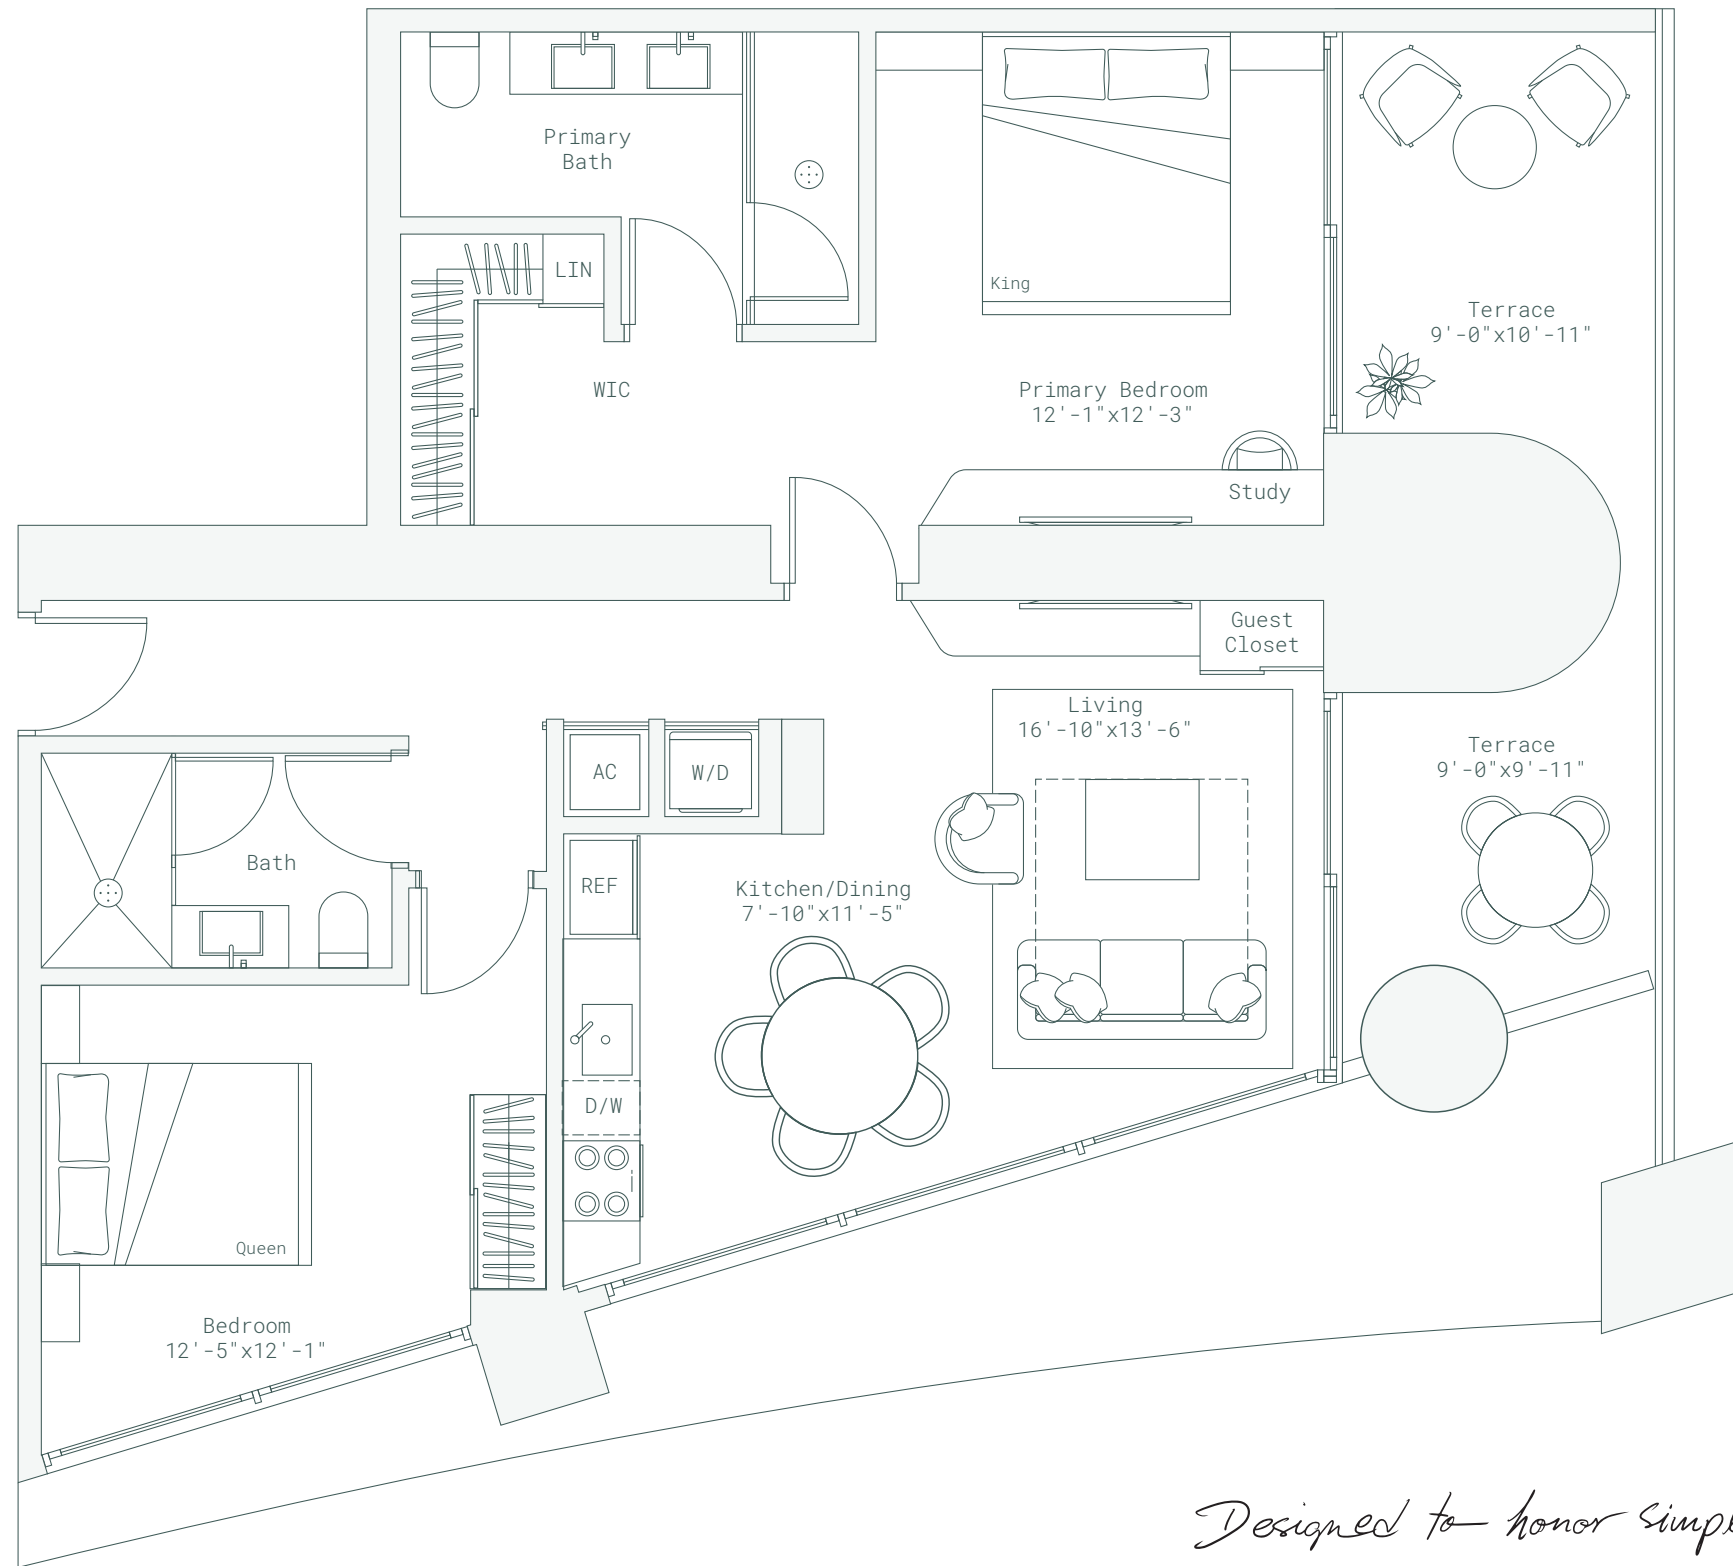 Primary
Bath
LIN
King
Terrace
9'-0"x10'-11"
WIC
Primary Bedroom
12'-1"x12'-3"
Study
Guest
Closet
Living
16'-10"x13'-6"
Terrace
9'-0"x9'-11"
AC
W/D
Bath
REF
Kitchen/Dining
7'-10"x11'-5"
D/W
Queen
Bedroom
12'-5"x12'-1"
Designed to honor